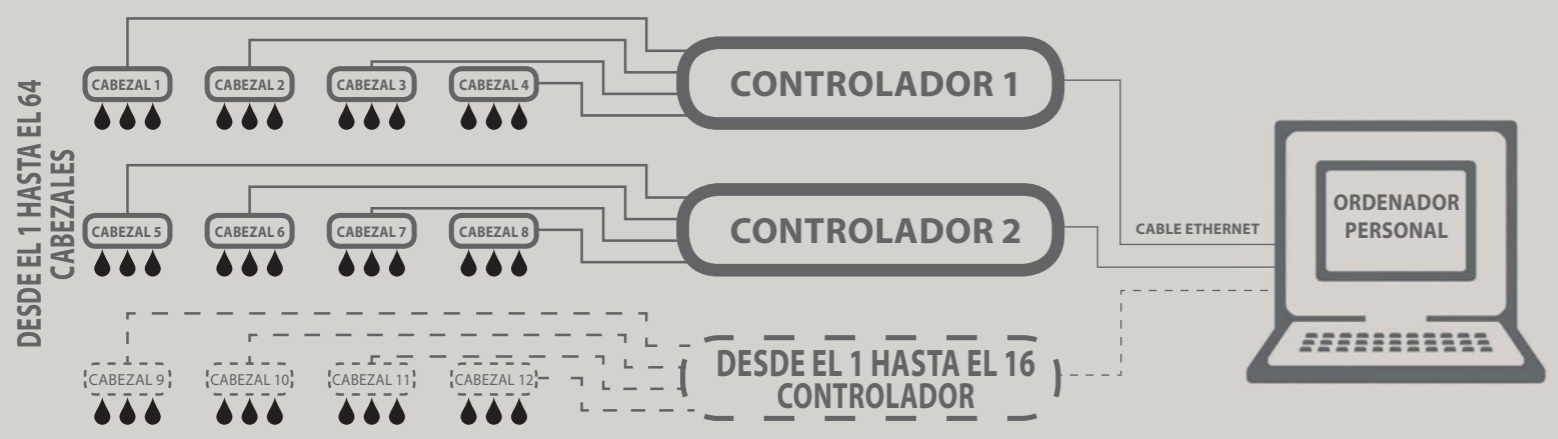 DESDE EL 1 HASTA EL 64
CABEZALES
CABEZAL 1
CABEZAL 2
CABEZAL 3
CABEZAL 4
CONTROLADOR 1
CABEZAL 5
CABEZAL 6
CABEZAL 7
CABEZAL 8
CONTROLADOR 2
CABEZAL 9
CABEZAL 10
CABEZAL 11
CABEZAL 12
DESDE EL 1 HASTA EL 16
CONTROLADOR
CABLE ETHERNET
ORDENADOR
PERSONAL